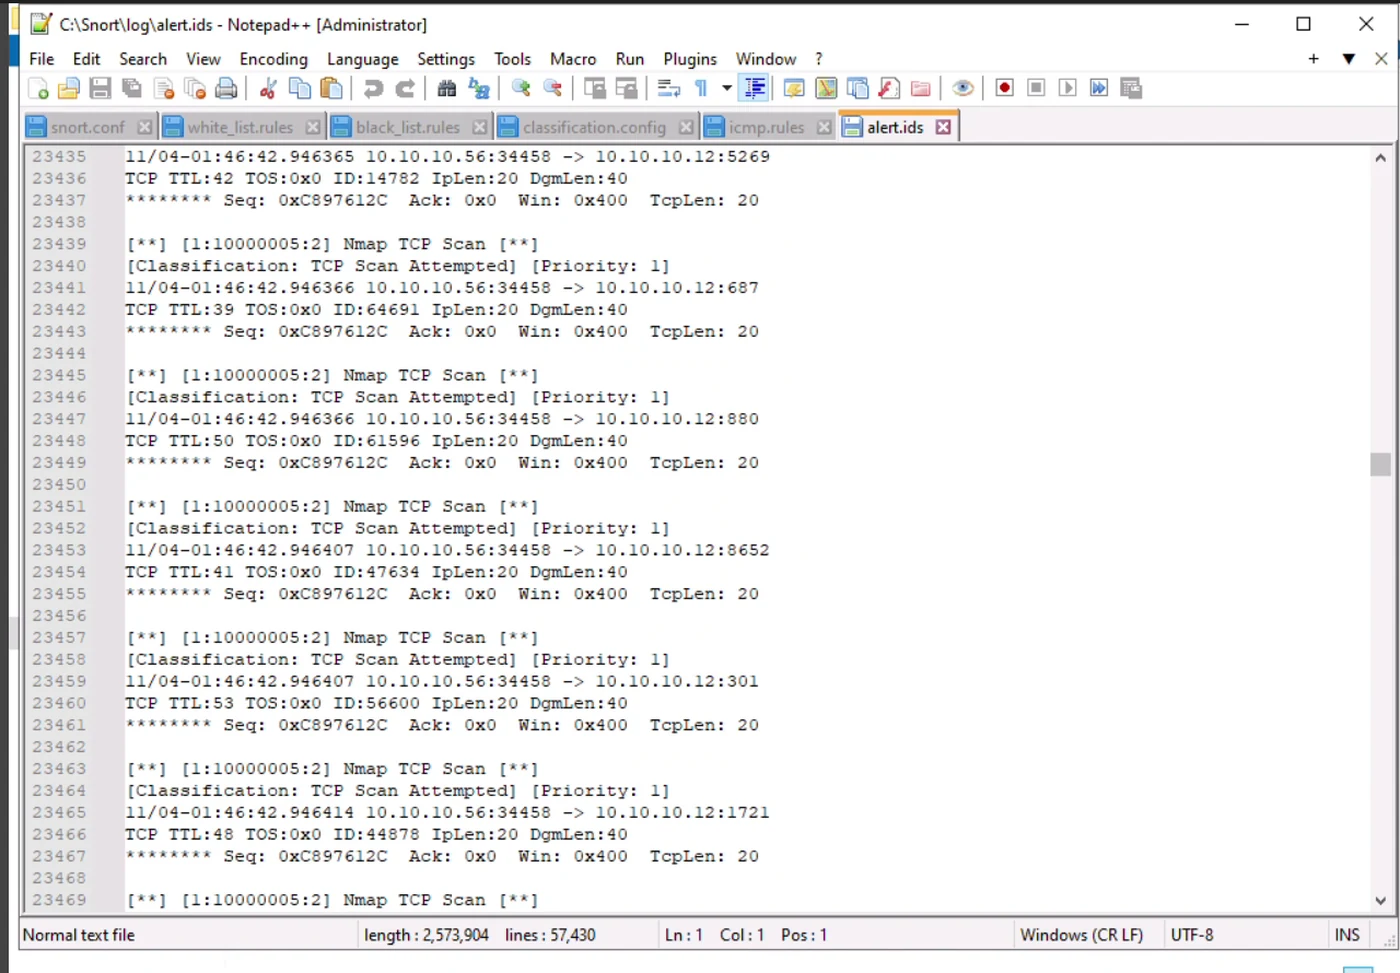 C:\Snort\log\alert.ids - Notepad++ [Administrator]
File Edit Search View Encoding Language Settings Tools Macro Run Plugins Window ?
snort.conf white_list.rules black_list.rules classification.config icmp.rules alert.ids
23435 11/04-01:46:42.946365 10.10.10.56:34458 -> 10.10.10.12:5269
23436 TCP TTL:42 TOS:0x0 ID:14782 IpLen:20 DgmLen:40
23437 ******** Seq: 0xC897612C  Ack: 0x0  Win: 0x400  TcpLen: 20
23438
23439 [**] [1:10000005:2] Nmap TCP Scan [**]
23440 [Classification: TCP Scan Attempted] [Priority: 1]
23441 11/04-01:46:42.946366 10.10.10.56:34458 -> 10.10.10.12:687
23442 TCP TTL:39 TOS:0x0 ID:64691 IpLen:20 DgmLen:40
23443 ******** Seq: 0xC897612C  Ack: 0x0  Win: 0x400  TcpLen: 20
23444
23445 [**] [1:10000005:2] Nmap TCP Scan [**]
23446 [Classification: TCP Scan Attempted] [Priority: 1]
23447 11/04-01:46:42.946366 10.10.10.56:34458 -> 10.10.10.12:880
23448 TCP TTL:50 TOS:0x0 ID:61596 IpLen:20 DgmLen:40
23449 ******** Seq: 0xC897612C  Ack: 0x0  Win: 0x400  TcpLen: 20
23450
23451 [**] [1:10000005:2] Nmap TCP Scan [**]
23452 [Classification: TCP Scan Attempted] [Priority: 1]
23453 11/04-01:46:42.946407 10.10.10.56:34458 -> 10.10.10.12:8652
23454 TCP TTL:41 TOS:0x0 ID:47634 IpLen:20 DgmLen:40
23455 ******** Seq: 0xC897612C  Ack: 0x0  Win: 0x400  TcpLen: 20
23456
23457 [**] [1:10000005:2] Nmap TCP Scan [**]
23458 [Classification: TCP Scan Attempted] [Priority: 1]
23459 11/04-01:46:42.946407 10.10.10.56:34458 -> 10.10.10.12:301
23460 TCP TTL:53 TOS:0x0 ID:56600 IpLen:20 DgmLen:40
23461 ******** Seq: 0xC897612C  Ack: 0x0  Win: 0x400  TcpLen: 20
23462
23463 [**] [1:10000005:2] Nmap TCP Scan [**]
23464 [Classification: TCP Scan Attempted] [Priority: 1]
23465 11/04-01:46:42.946414 10.10.10.56:34458 -> 10.10.10.12:1721
23466 TCP TTL:48 TOS:0x0 ID:44878 IpLen:20 DgmLen:40
23467 ******** Seq: 0xC897612C  Ack: 0x0  Win: 0x400  TcpLen: 20
23468
23469 [**] [1:10000005:2] Nmap TCP Scan [**]
Normal text file length : 2,573,904 lines : 57,430 Ln : 1 Col : 1 Pos : 1 Windows (CR LF) UTF-8 INS